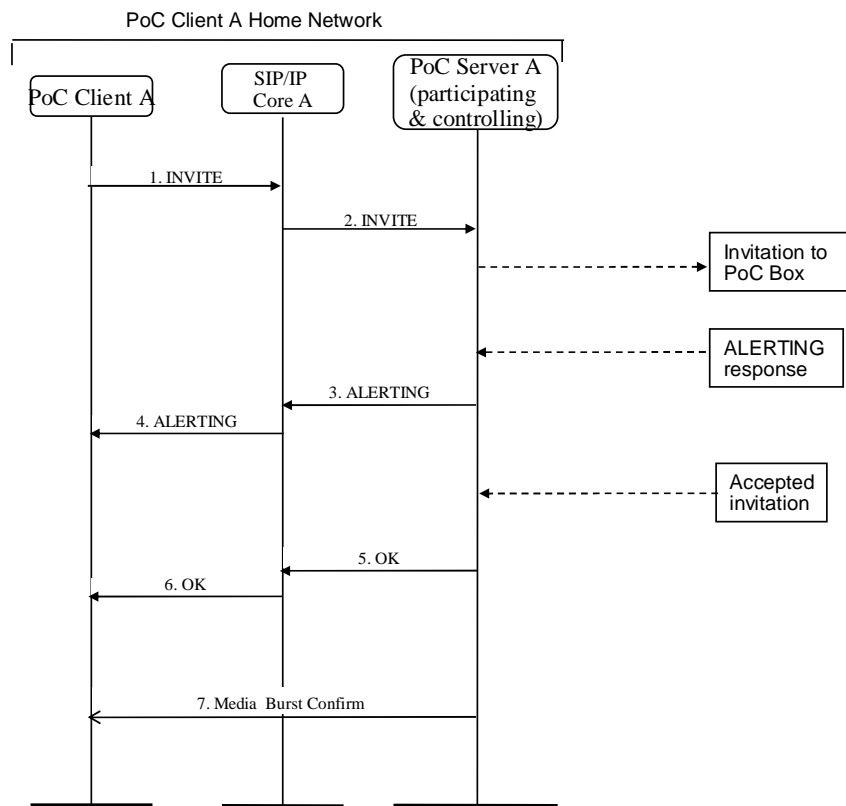 PoC Client A Home Network
PoC Client A
SIP/IP
Core A
PoC Server A
(participating
& controlling)
1. INVITE
2. INVITE
Invitation to
PoC Box
ALERTING
response
3. ALERTING
4. ALERTING
Accepted
invitation
5. OK
6. OK
7. Media Burst Confirm